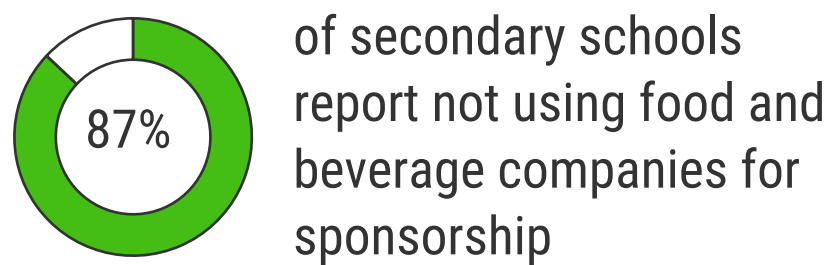 87%
of secondary schools
report not using food and
beverage companies for
sponsorship